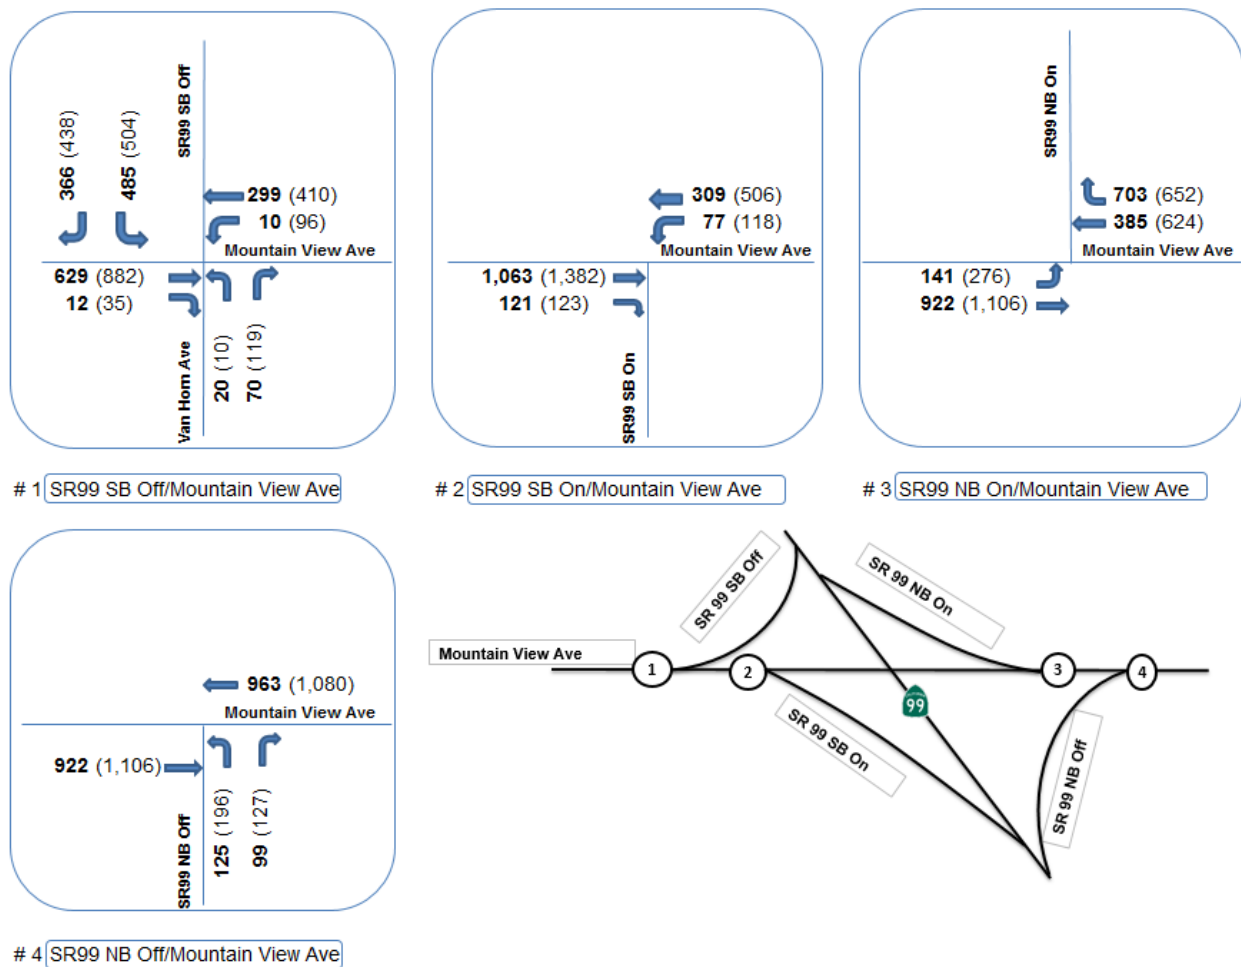 SR99 SB Off
366 (438)
485 (504)
299 (410)
10 (96)
Mountain View Ave
629 (882)
12 (35)
Van Horn Ave
20 (10)
70 (119)
# 1 SR99 SB Off/Mountain View Ave
309 (506)
77 (118)
Mountain View Ave
1,063 (1,382)
121 (123)
SR99 SB On
# 2 SR99 SB On/Mountain View Ave
SR99 NB On
703 (652)
385 (624)
Mountain View Ave
141 (276)
922 (1,106)
# 3 SR99 NB On/Mountain View Ave
963 (1,080)
Mountain View Ave
922 (1,106)
SR99 NB Off
125 (196)
99 (127)
# 4 SR99 NB Off/Mountain View Ave
SR 99 SB Off
SR 99 NB On
Mountain View Ave
1
2
3
4
99
SR 99 SB On
SR 99 NB Off